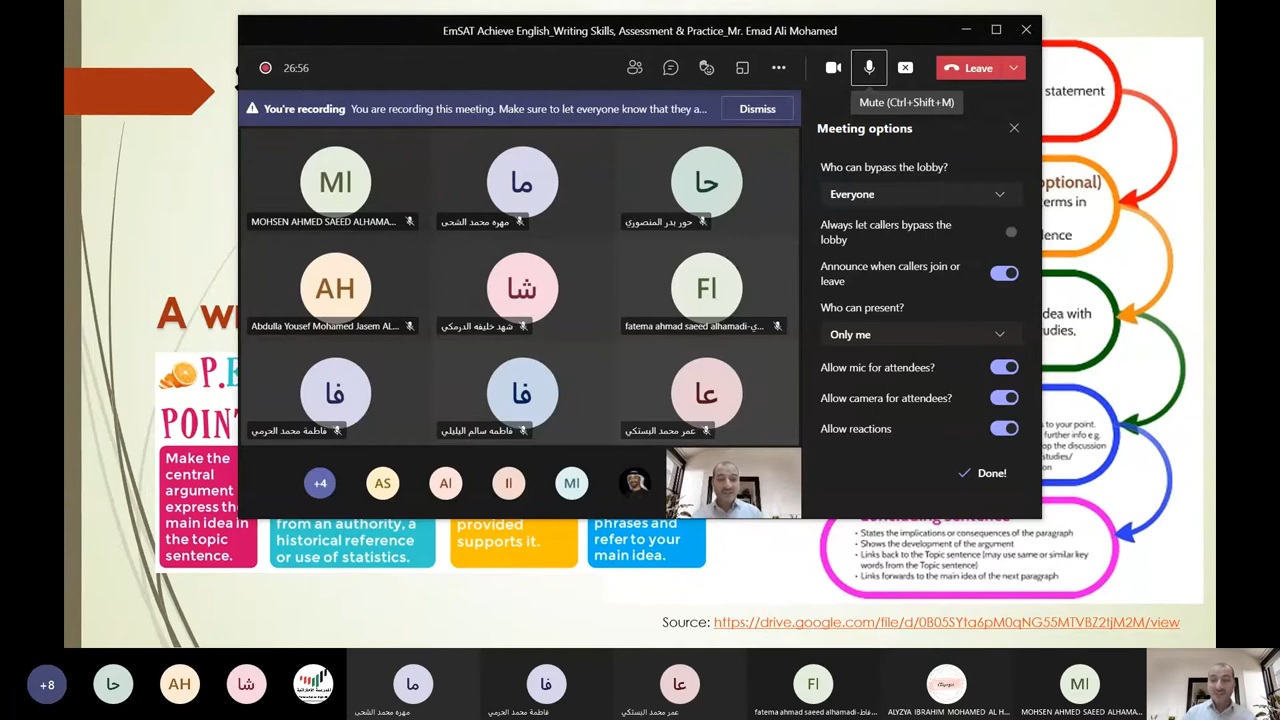 EmSAT Achieve English_Writing Skills, Assessment & Practice_Mr. Emad Ali Mohamed
26:56
Leave
Mute (Ctrl+Shift+M)
You're recording You are recording this meeting. Make sure to let everyone know that they a...
Dismiss
Meeting options
Who can bypass the lobby?
Everyone
Always let callers bypass the
lobby
Announce when callers join or
leave
Who can present?
Only me
Allow mic for attendees?
Allow camera for attendees?
Allow reactions
Done!
MI
ما
حا
MOHSEN AHMED SAEED ALHAMA...
مهره محمد الشحى
حور بدر المنصوري
AH
شا
FI
Abdulla Yousef Mohamed Jasem AL...
شهد خليفه الدرمكي
fatema ahmad saeed alhamadi-ي...
فا
فا
عا
فاطمة محمد الحرمي
فاطمه سالم اليليلي
عمر محمد البستكي
+4
AS
AI
II
MI
statement
optional)
erms in
ence
dea with
udies,
s to your point.
further info e.g.
op the discussion
studies/
on
Concluding sentence
States the implications or consequences of the paragraph
Shows the development of the argument
Links back to the Topic sentence (may use same or similar key
words from the Topic sentence)
Links forwards to the main idea of the next paragraph
A w
P.E
POINT
Make the
central
argument
express the
main idea in
the topic
sentence.
from an authority, a
historical reference
or use of statistics.
provided
supports it.
phrases and
refer to your
main idea.
Source: https://drive.google.com/file/d/0B05SYta6pM0qNG55MTVBZ2tjM2M/view
+8
حا
AH
شا
ما
فا
عا
FI
MI
مهره محمد الشحى
فاطمة محمد الحرمي
عمر محمد البستكي
fatema ahmad saeed alhamadi-فاط...
ALYZYA IBRAHIM MOHAMED AL H...
MOHSEN AHMED SAEED ALHAMA...